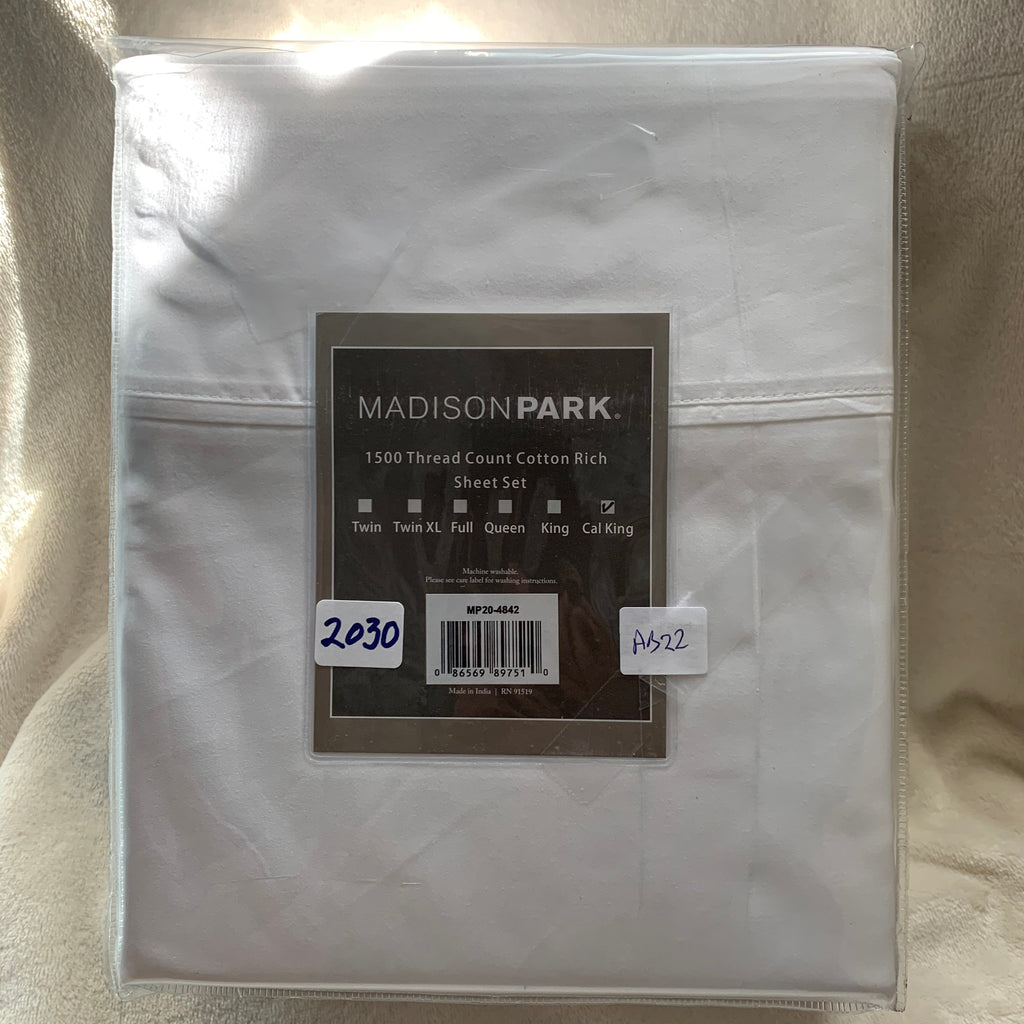 MADISONPARK®
1500 Thread Count Cotton Rich
Sheet Set
Twin Twin XL Full Queen King Cal King
Machine washable.
Please see care label for washing instructions.
MP20-4842
0 86569 89751 0
2030
AB22
Made in India | RN 91519